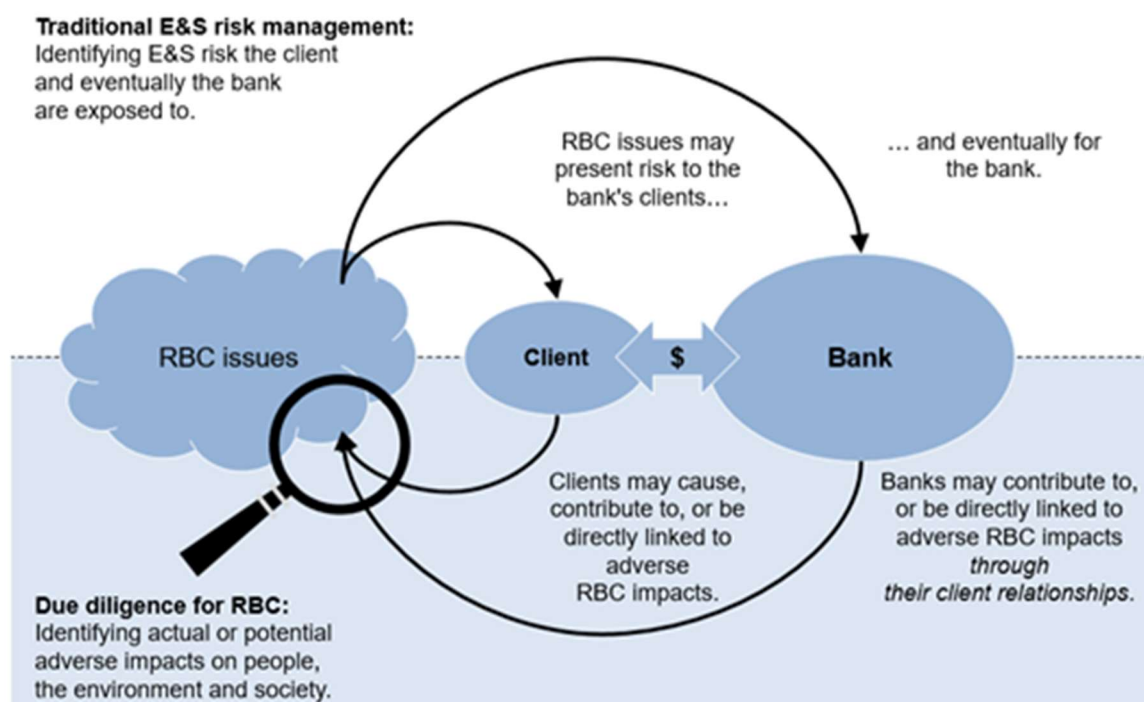 Traditional E&S risk management:
Identifying E&S risk the client
and eventually the bank
are exposed to.
RBC issues may
present risk to the
bank's clients…
… and eventually for
the bank.
RBC issues
Client
$
Bank
Clients may cause,
contribute to, or be
directly linked to
adverse
RBC impacts.
Banks may contribute to,
or be directly linked to
adverse RBC impacts
through
their client relationships.
Due diligence for RBC:
Identifying actual or potential
adverse impacts on people,
the environment and society.